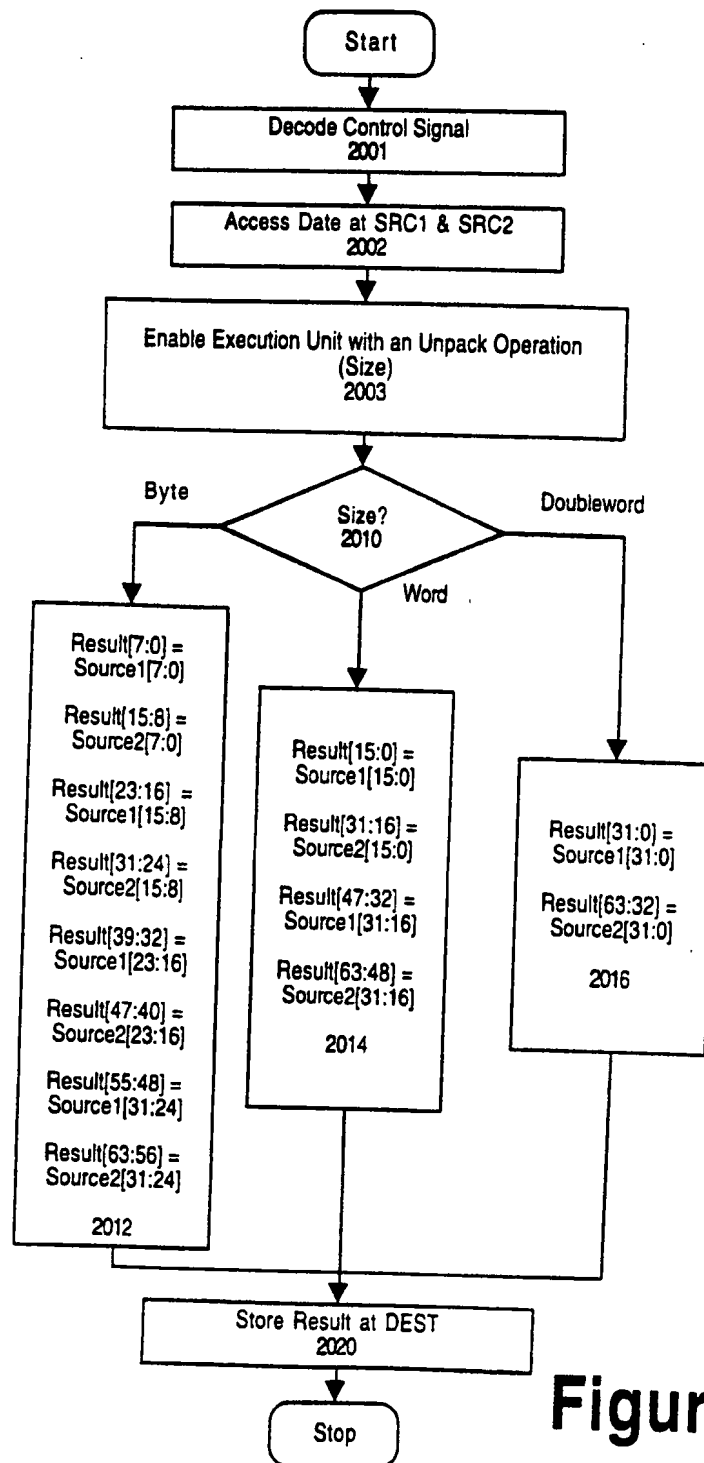 Start
Decode Control Signal
2001
Access Date at SRC1 & SRC2
2002
Enable Execution Unit with an Unpack Operation
(Size)
2003
Byte
Size?
2010
Doubleword
Word
Result[7:0] =
Source1[7:0]
Result[15:8] =
Source2[7:0]
Result[23:16] =
Source1[15:8]
Result[31:24] =
Source2[15:8]
Result[39:32] =
Source1[23:16]
Result[47:40] =
Source2[23:16]
Result[55:48] =
Source1[31:24]
Result[63:56] =
Source2[31:24]
2012
Result[15:0] =
Source1[15:0]
Result[31:16] =
Source2[15:0]
Result[47:32] =
Source1[31:16]
Result[63:48] =
Source2[31:16]
2014
Result[31:0] =
Source1[31:0]
Result[63:32] =
Source2[31:0]
2016
Store Result at DEST
2020
Stop
Figur